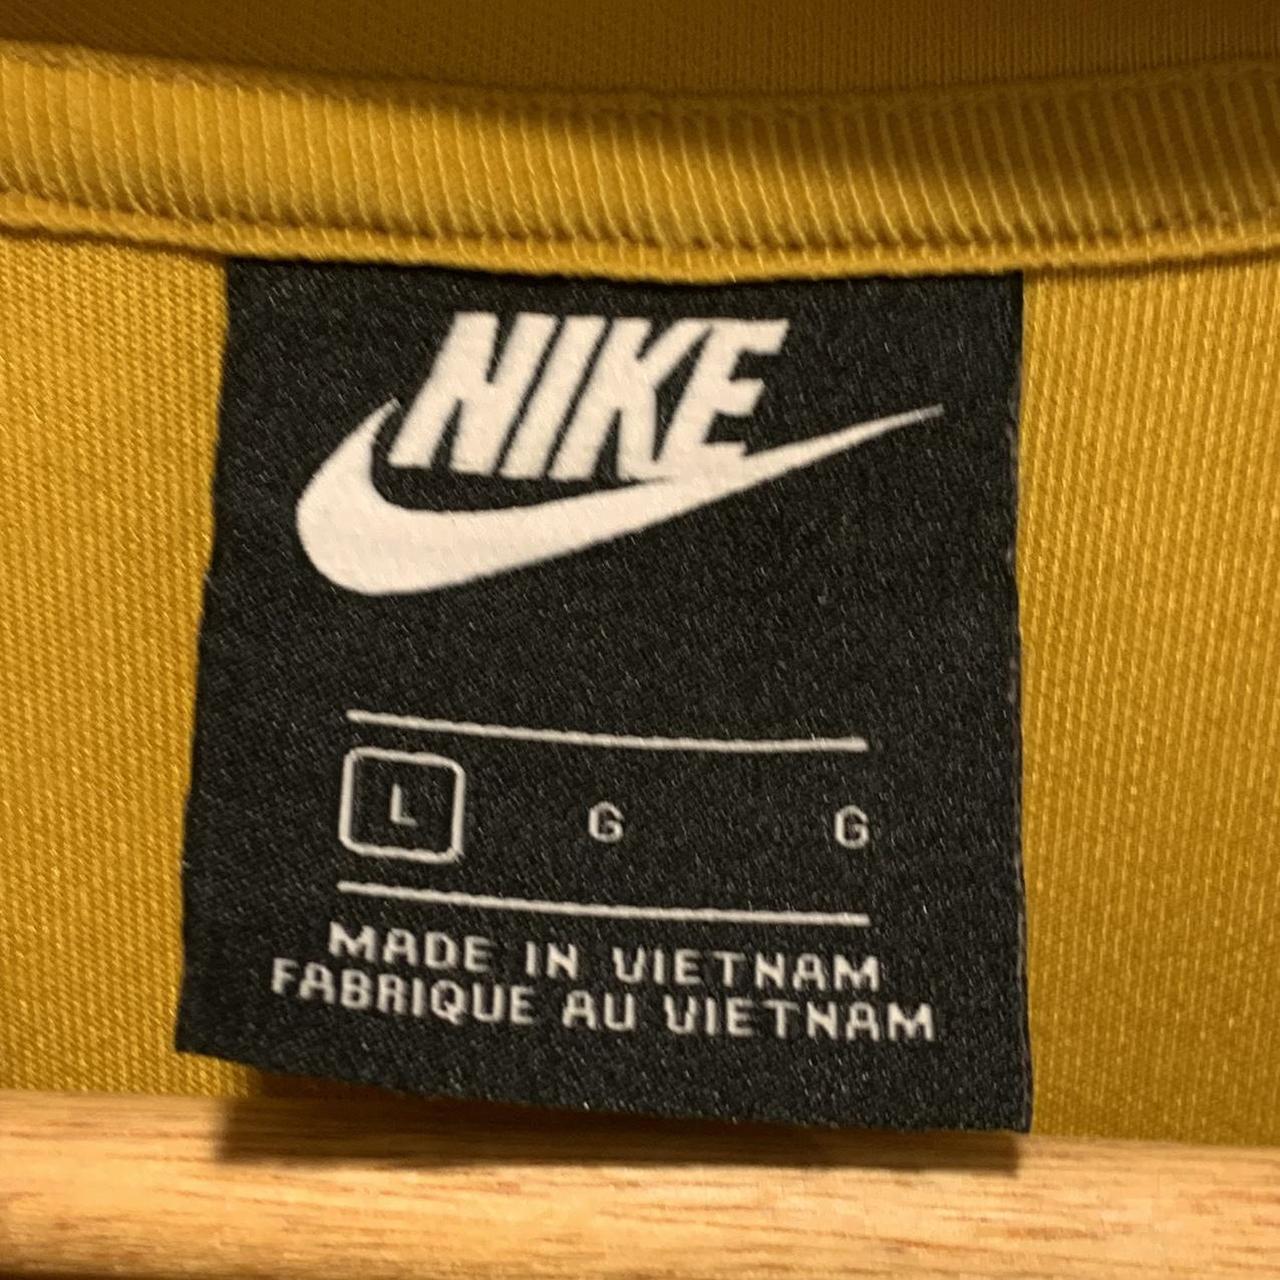 NIKE
L G G
MADE IN VIETNAM
FABRIQUE AU VIETNAM